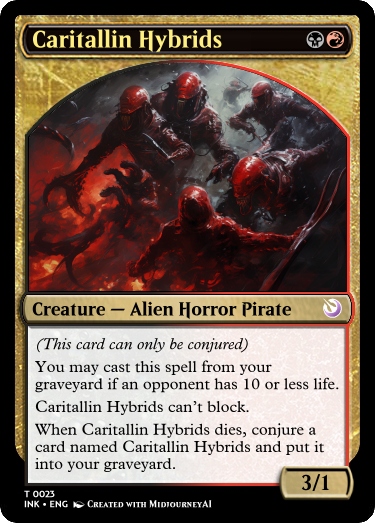 Caritallin Hybrids
Creature — Alien Horror Pirate
(This card can only be conjured)
You may cast this spell from your
graveyard if an opponent has 10 or less life.
Caritallin Hybrids can't block.
When Caritallin Hybrids dies, conjure a
card named Caritallin Hybrids and put it
into your graveyard.
3/1
T 0023
INK • ENG Created with MidjourneyAI